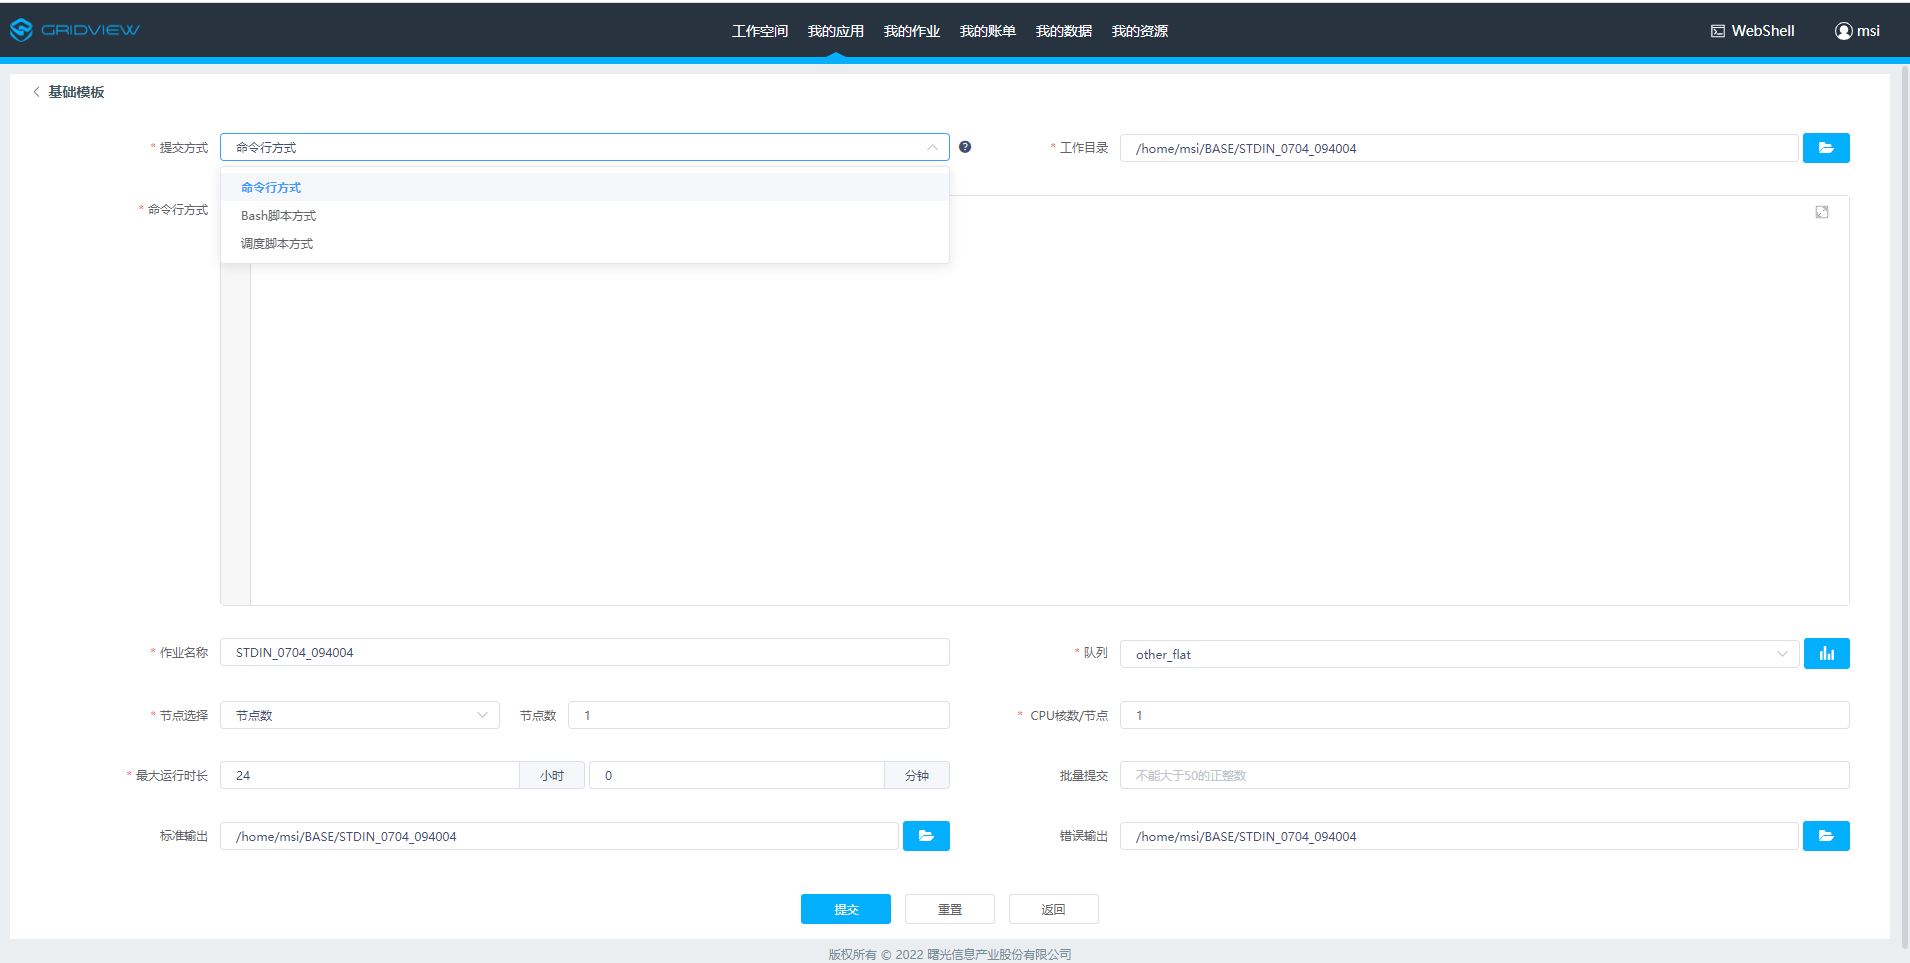 GRIDVIEW 工作空间 我的应用 我的作业 我的账单 我的数据 我的资源 WebShell msi
基础模板
* 提交方式 命令行方式 ? * 工作目录 /home/msi/BASE/STDIN_0704_094004
命令行方式
* 命令行方式
Bash脚本方式
调度脚本方式
* 作业名称 STDIN_0704_094004 * 队列 other_flat
* 节点选择 节点数 节点数 1 * CPU核数/节点 1
* 最大运行时长 24 小时 0 分钟 批量提交 不能大于50的正整数
标准输出 /home/msi/BASE/STDIN_0704_094004 错误输出 /home/msi/BASE/STDIN_0704_094004
提交 重置 返回
版权所有 © 2022 曙光信息产业股份有限公司